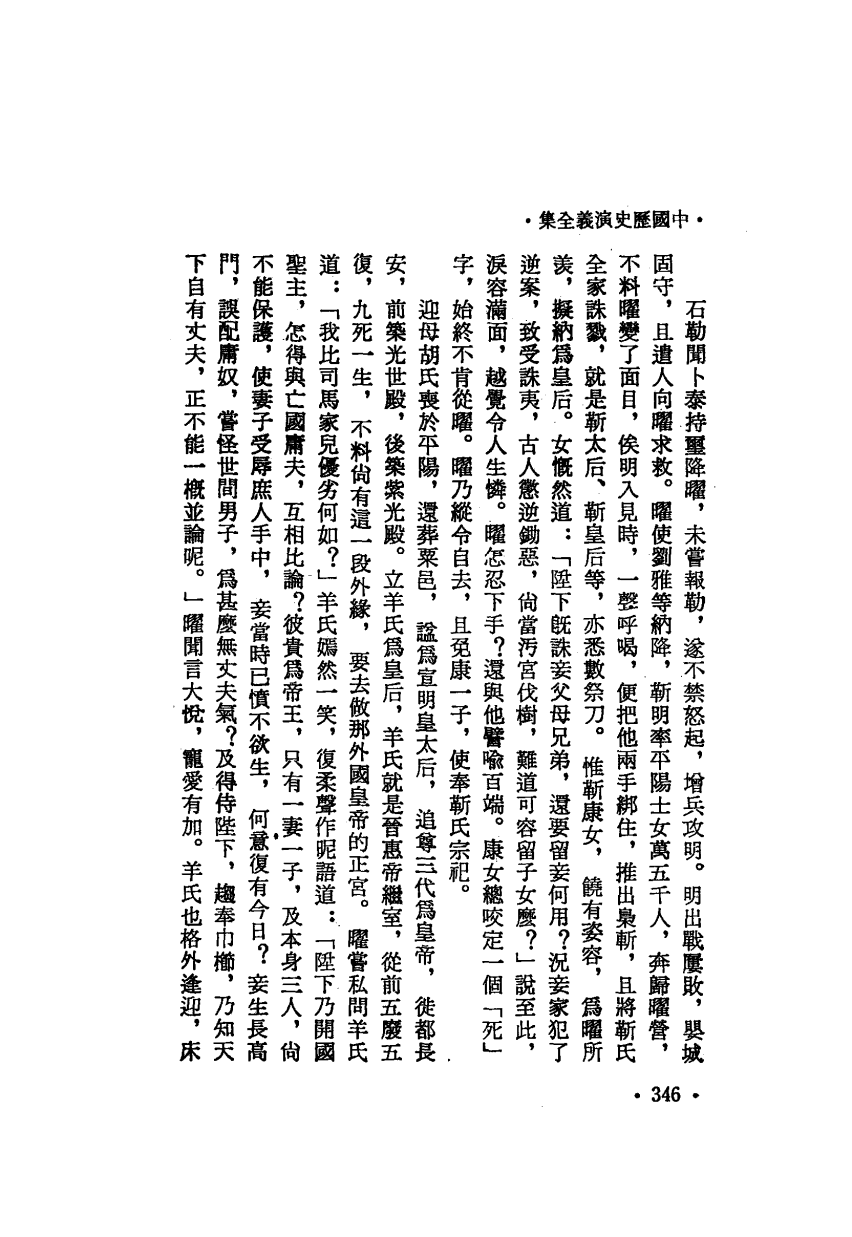 •中國歷史演義全集•
石勒聞卜泰持璽降曜，未嘗報勒，遂不禁怒起，增兵攻明。明出戰屢敗，嬰城
固守，且遣人向曜求救。曜使劉雅等納降，靳明率平陽士女萬五千人，奔歸曜營，
不料曜變了面目，俟明入見時，一聲呼喝，便把他兩手綁住，推出梟斬，且將靳氏
全家誅戮，就是靳太后、靳皇后等，亦悉數祭刀。惟靳康女，饒有姿容，爲曜所
羨，擬納爲皇后。女慨然道：「陛下旣誅妾父母兄弟，還要留妾何用？況妾家犯了
逆案，致受誅夷，古人懲逆鋤惡，尙當汚宮伐樹，難道可容留子女麼？」說至此，
淚容滿面，越覺令人生憐。曜怎忍下手？還與他譬喩百端。康女總咬定一個「死」
字，始終不肯從曜。曜乃縱令自去，且免康一子，使奉靳氏宗祀。
迎母胡氏喪於平陽，還葬粟邑，諡爲宣明皇太后，追尊三代爲皇帝，徙都長
安，前築光世殿，後築紫光殿。立羊氏爲皇后，羊氏就是晉惠帝繼室，從前五廢五
復，九死一生，不料尙有這一段外緣，要去做那外國皇帝的正宮。曜嘗私問羊氏
道：「我比司馬家兒優劣何如？」羊氏嫣然一笑，復柔聲作昵語道：「陛下乃開國
聖主，怎得與亡國庸夫，互相比論？彼貴爲帝王，只有一妻一子，及本身三人，尙
不能保護，使妻子受辱庶人手中，妾當時已憤不欲生，何意復有今日？妾生長高
門，誤配庸奴，嘗怪世間男子，爲甚麼無丈夫氣？及得侍陛下，趨奉巾櫛，乃知天
下自有丈夫，正不能一槪並論呢。」曜聞言大悅，寵愛有加。羊氏也格外逢迎，床
•346•